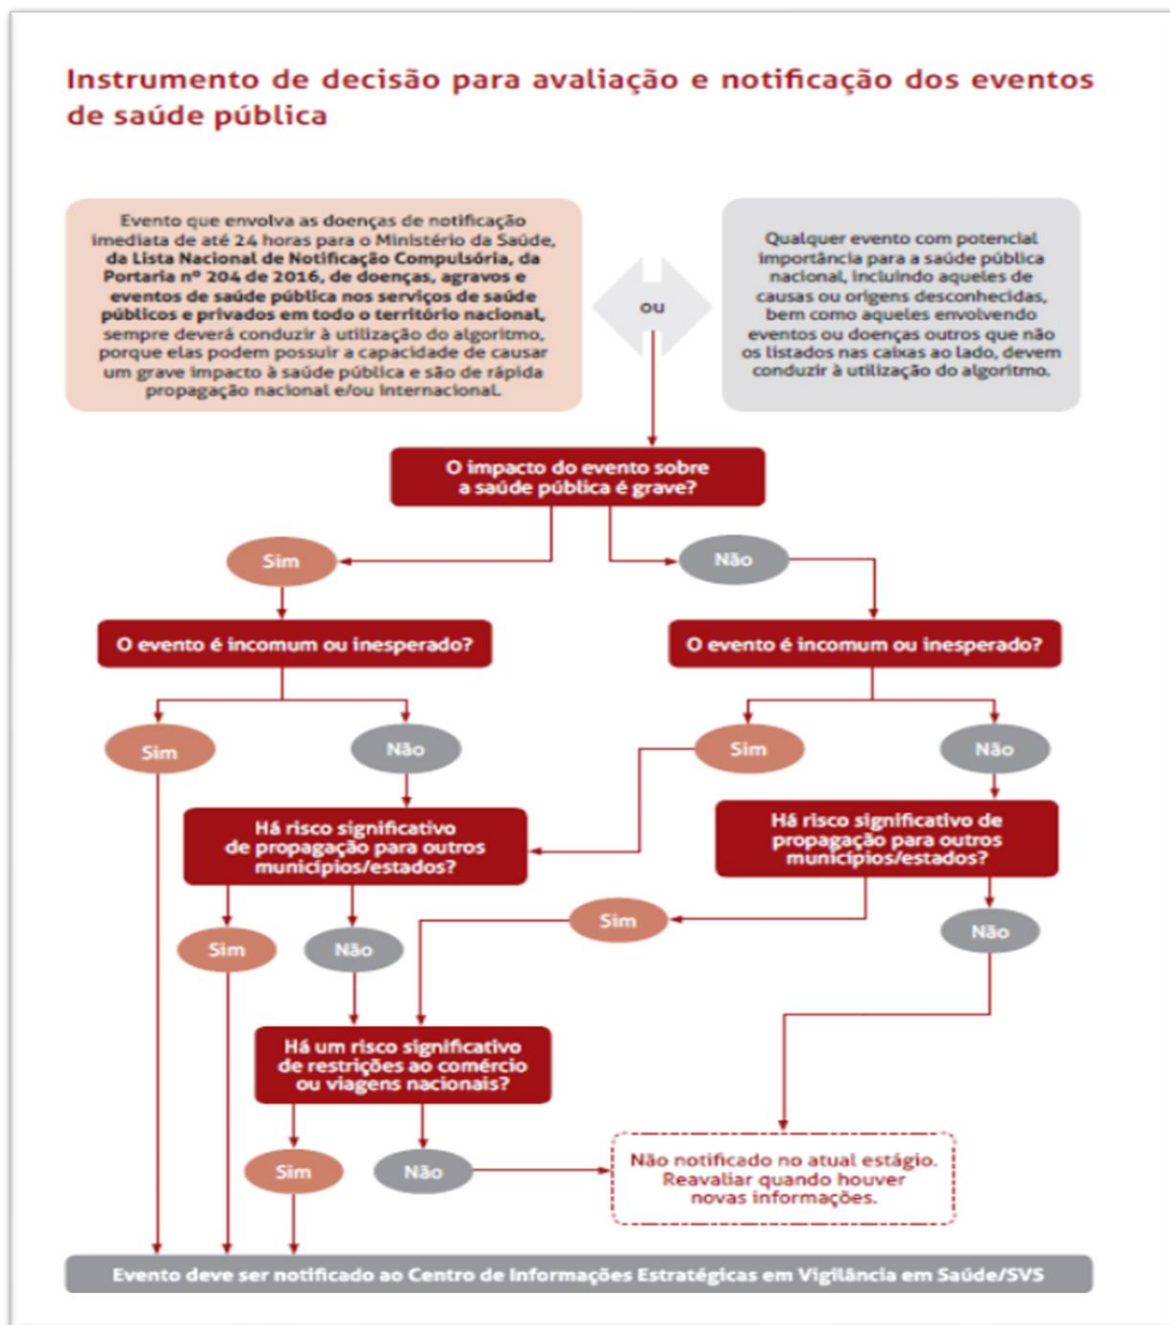 Instrumento de decisão para avaliação e notificação dos eventos
de saúde pública
Evento que envolva as doenças de notificação
imediata de até 24 horas para o Ministério da Saúde,
da Lista Nacional de Notificação Compulsória, da
Portaria nº 204 de 2016, de doenças, agravos e
eventos de saúde pública nos serviços de saúde
públicos e privados em todo o território nacional,
sempre deverá conduzir à utilização do algoritmo,
porque elas podem possuir a capacidade de causar
um grave impacto à saúde pública e são de rápida
propagação nacional e/ou internacional.
ou
Qualquer evento com potencial
importância para a saúde pública
nacional, incluindo aqueles de
causas ou origens desconhecidas,
bem como aqueles envolvendo
eventos ou doenças outros que não
os listados nas caixas ao lado, devem
conduzir à utilização do algoritmo.
O impacto do evento sobre
a saúde pública é grave?
Sim
Não
O evento é incomum ou inesperado?
O evento é incomum ou inesperado?
Sim
Não
Sim
Não
Há risco significativo
de propagação para outros
municípios/estados?
Há risco significativo de
propagação para outros
municípios/estados?
Sim
Não
Sim
Não
Há um risco significativo
de restrições ao comércio
ou viagens nacionais?
Sim
Não
Não notificado no atual estágio.
Reavaliar quando houver
novas informações.
Evento deve ser notificado ao Centro de Informações Estratégicas em Vigilância em Saúde/SVS